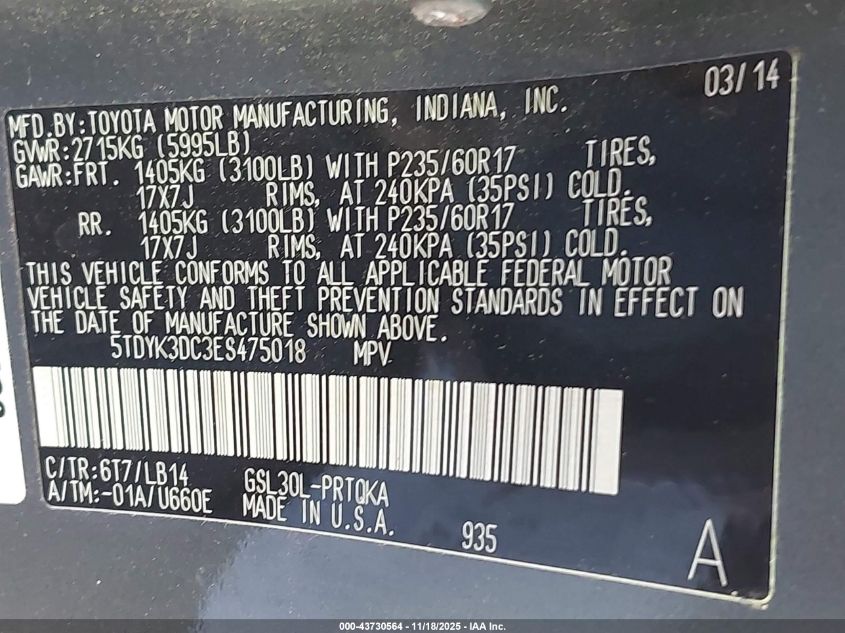 03/14
MFD.BY:TOYOTA MOTOR MANUFACTURING, INDIANA, INC.
GVWR:2715KG (5995LB)
GAWR:FRT. 1405KG (3100LB) WITH P235/60R17 TIRES,
17X7J RIMS, AT 240KPA (35PSI) COLD.
RR. 1405KG (3100LB) WITH P235/60R17 TIRES,
17X7J RIMS, AT 240KPA (35PSI) COLD.
THIS VEHICLE CONFORMS TO ALL APPLICABLE FEDERAL MOTOR
VEHICLE SAFETY AND THEFT PREVENTION STANDARDS IN EFFECT ON
THE DATE OF MANUFACTURE SHOWN ABOVE.
5TDYK3DC3ES475018 MPV
C/TR:6T7/LB14 GSL30L-PRTQKA
A/TM:-01A/U660E MADE IN U.S.A. 935
A
000-43730564 - 11/18/2025 - IAA Inc.